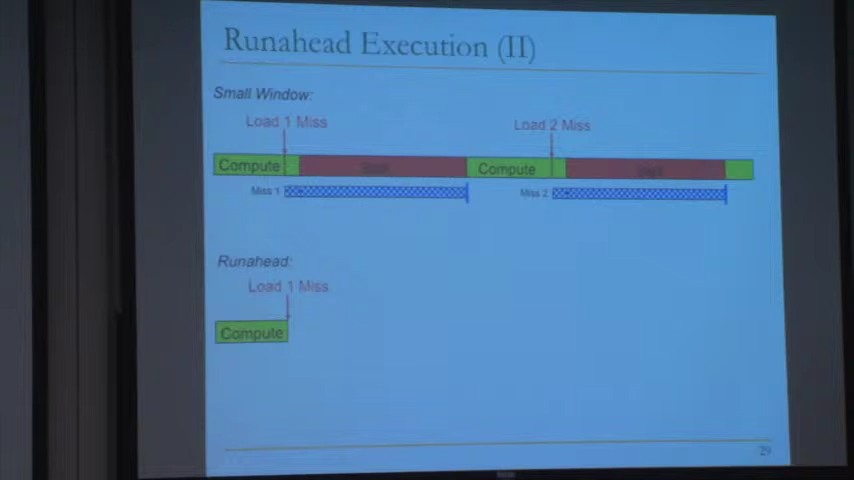 Runahead Execution (II)
Small Window:
Load 1 Miss
Load 2 Miss
Compute
Compute
Miss 1
Miss 2
Runahead:
Load 1 Miss
Compute